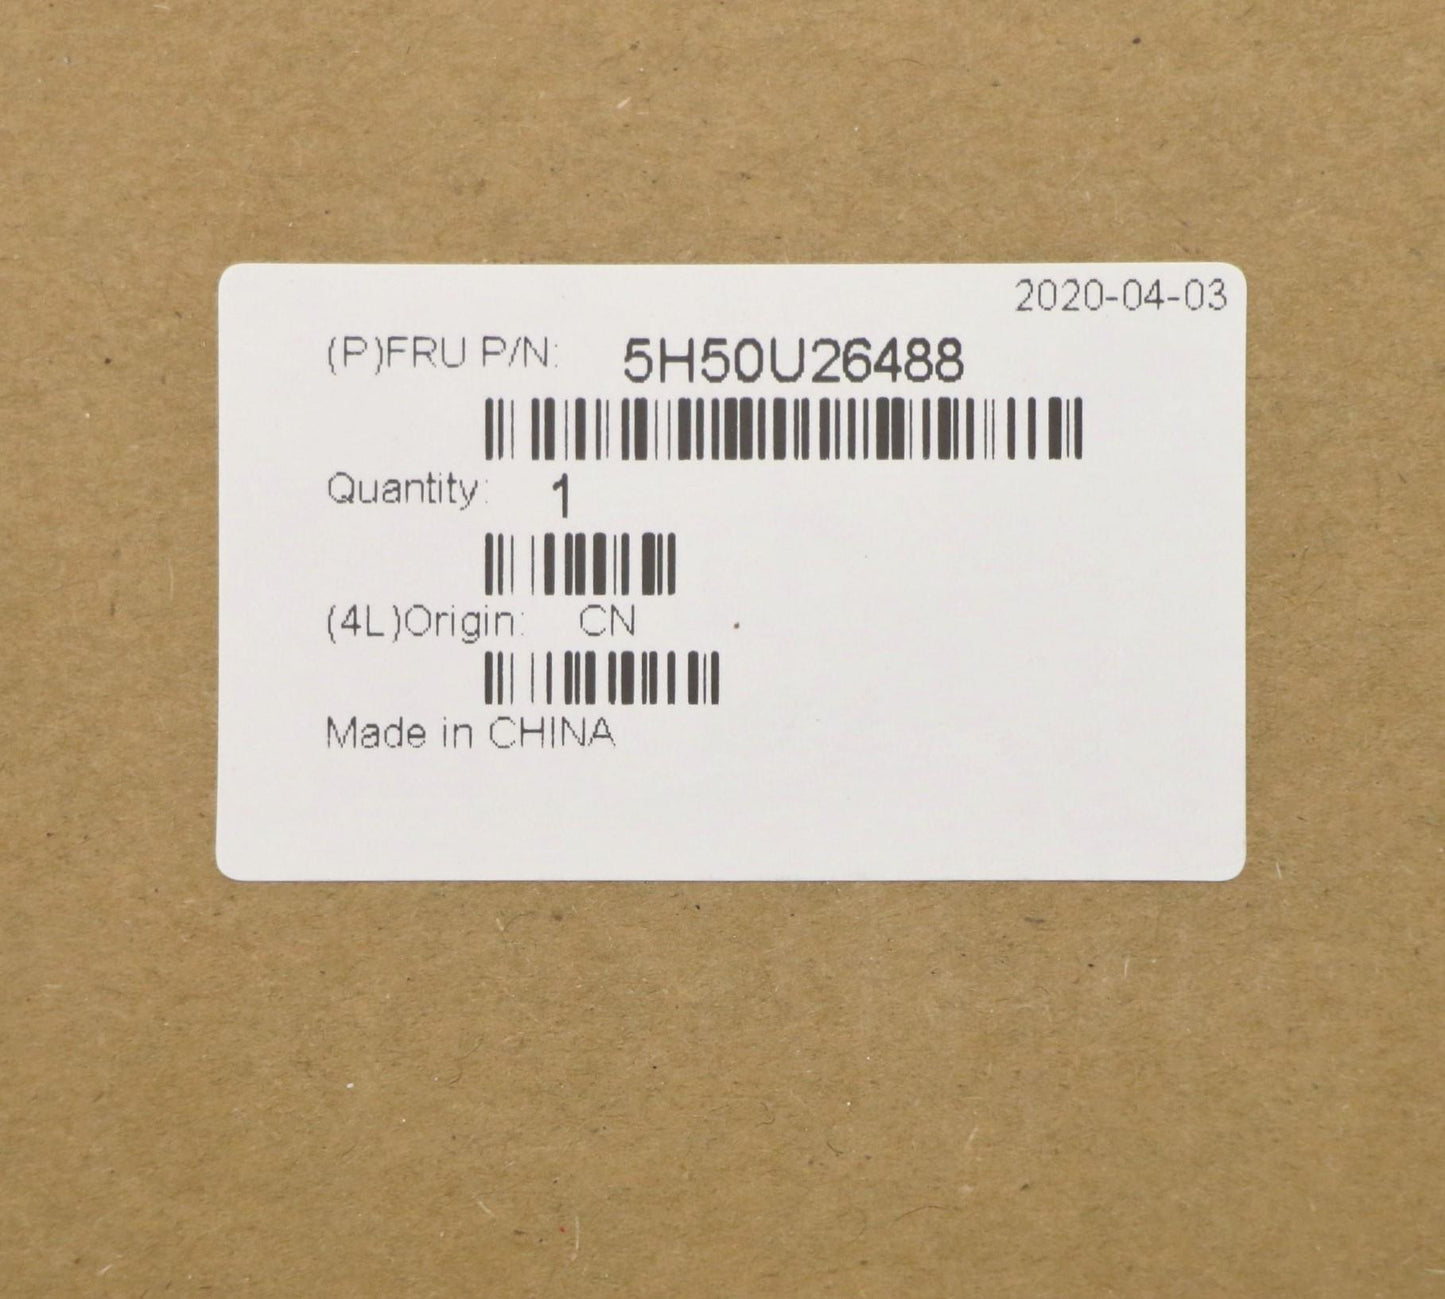 2020-04-03
(P)FRU P/N: 5H50U26488
Quantity: 1
(4L)Origin: CN
Made in CHINA